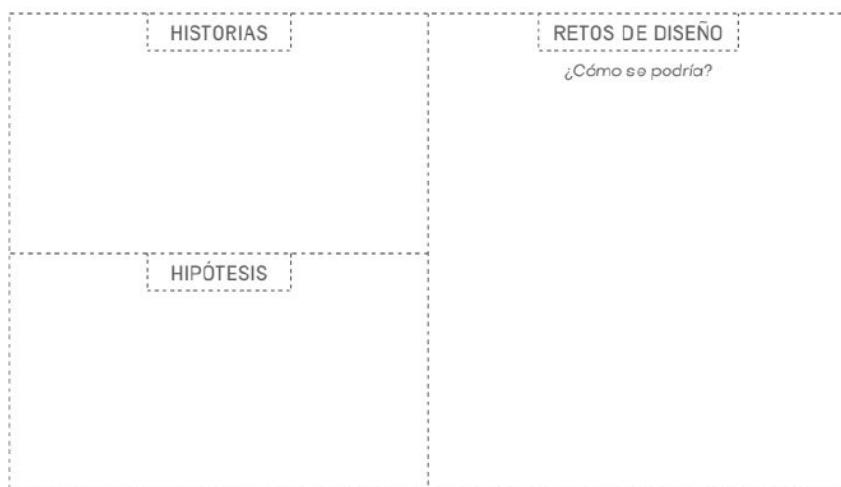 HISTORIAS
HIPÓTESIS
RETOS DE DISEÑO
¿Cómo se podría?